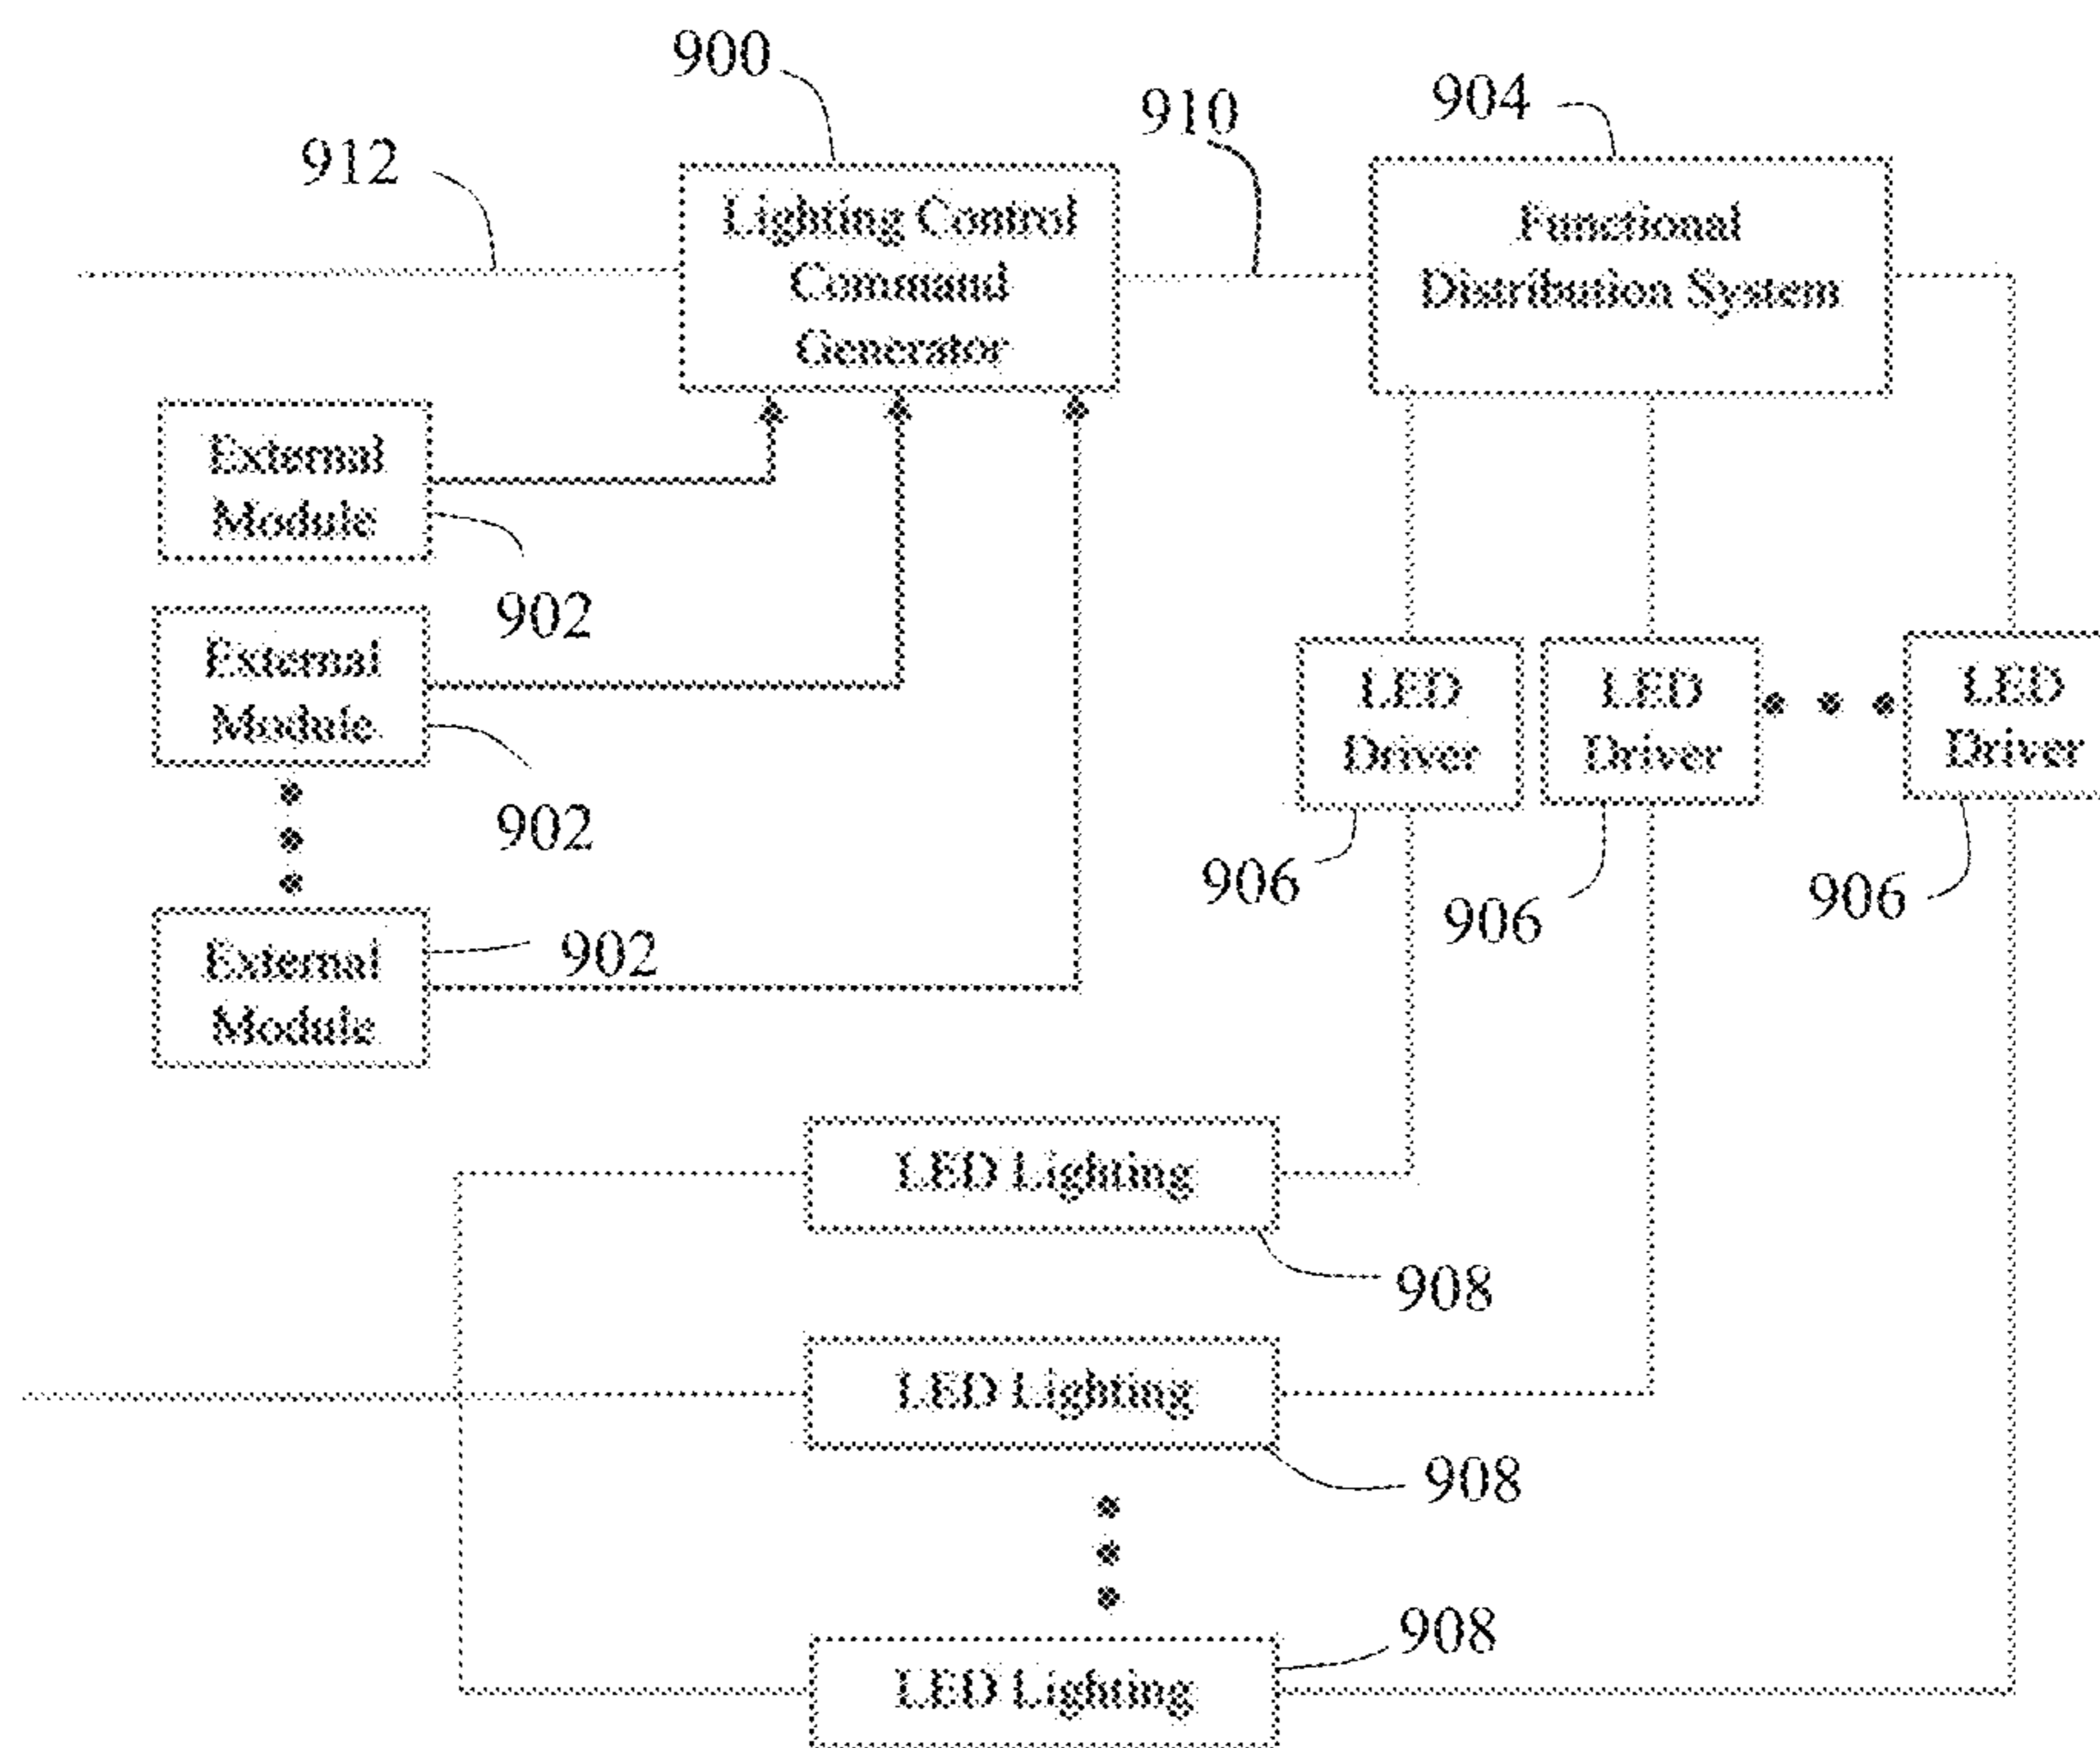 900
910
904
912
Lighting Control
Command
Generator
Functional
Distribution System
External
Module
902
External
Module
902
LED
Driver
LED
Driver
LED
Driver
906
906
906
External
Module
902
LED Lighting
908
LED Lighting
908
908
LED Lighting